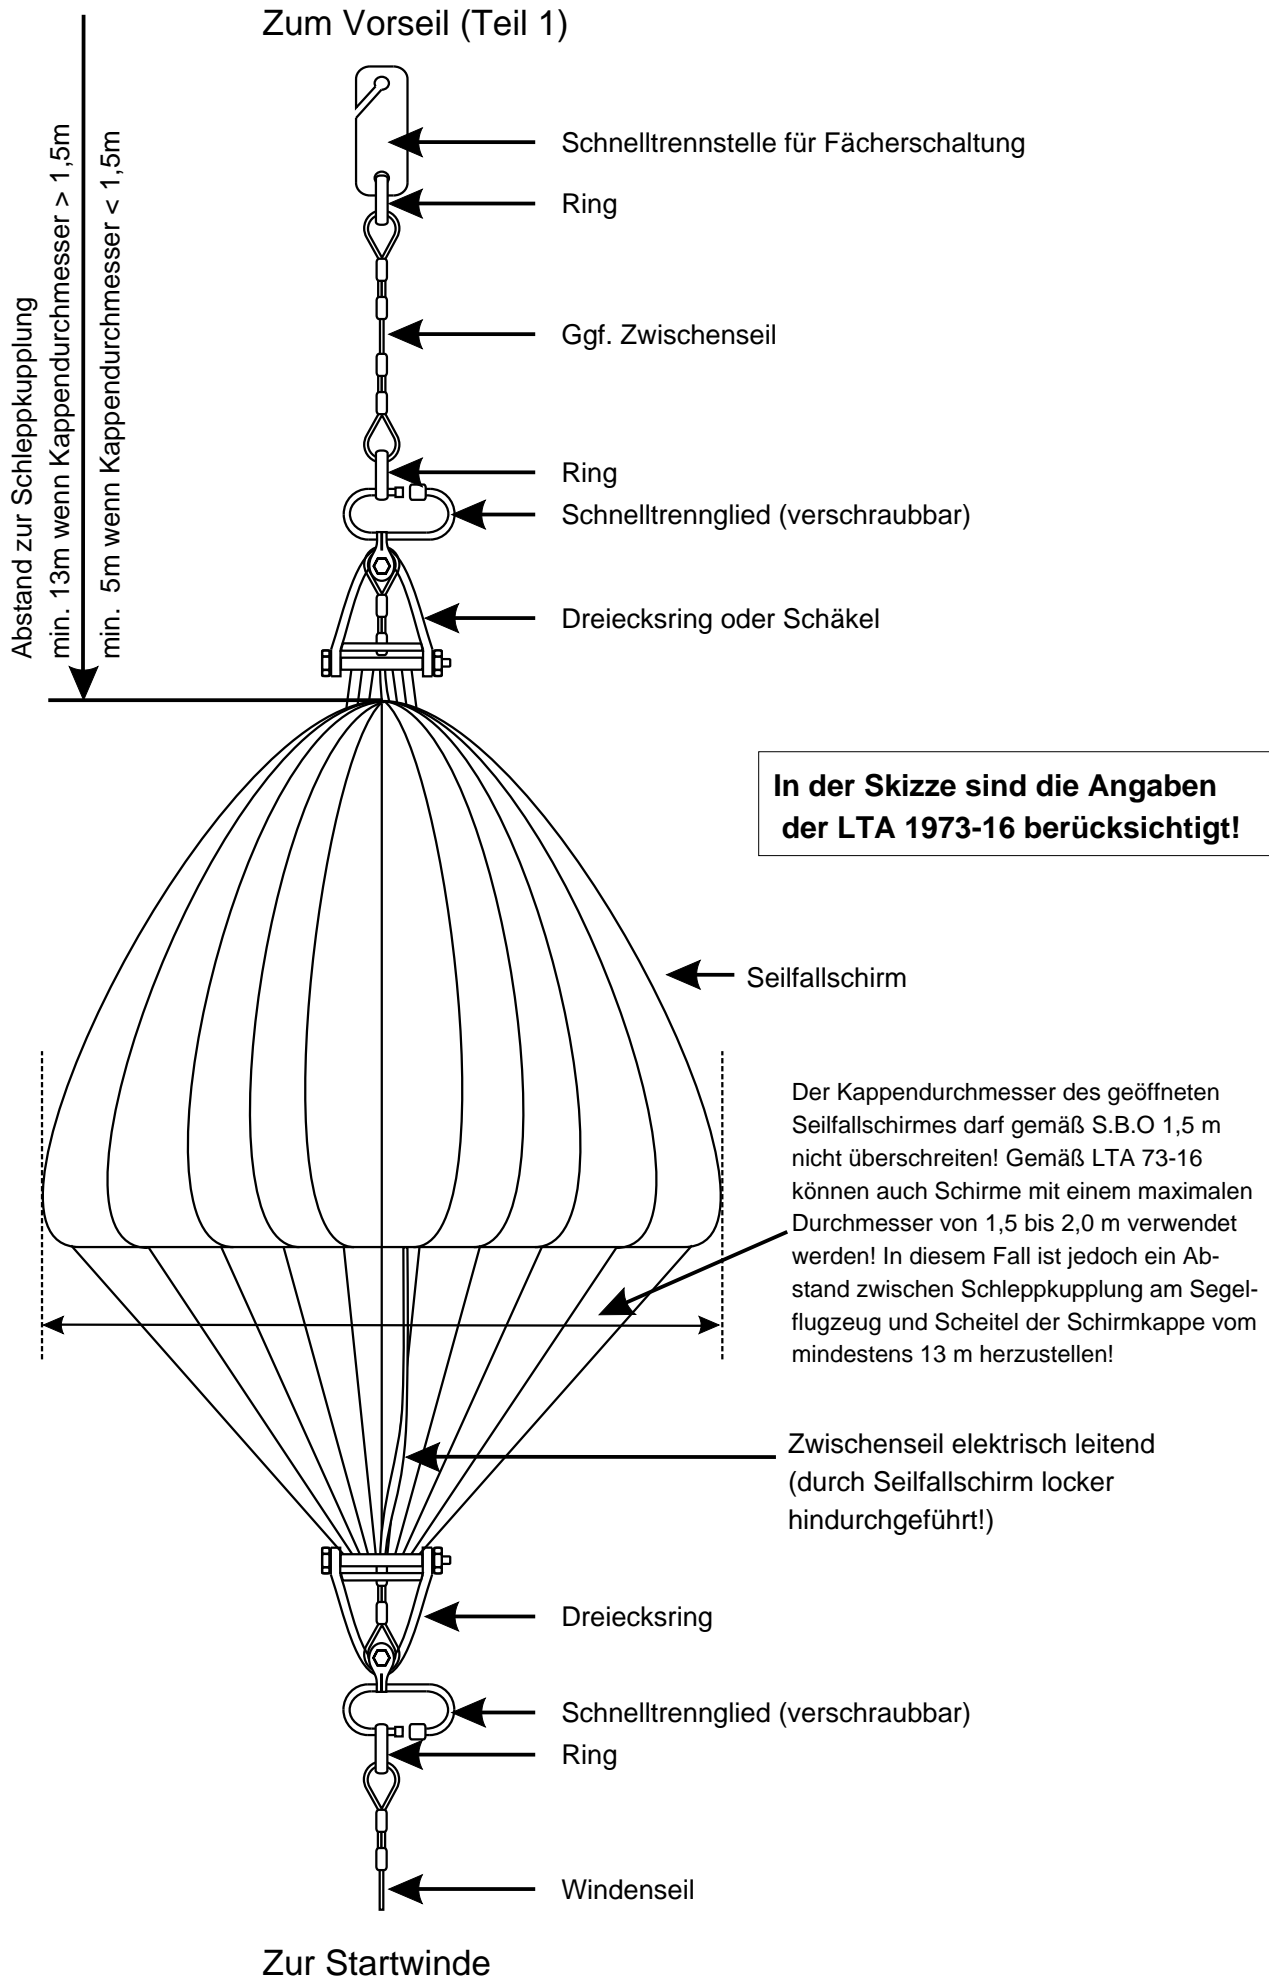 Zum Vorseil (Teil 1)
Abstand zur Schleppkupplung
min. 13m wenn Kappendurchmesser > 1,5m
min.  5m wenn Kappendurchmesser < 1,5m
Schnelltrennstelle für Fächerschaltung
Ring
Ggf. Zwischenseil
Ring
Schnelltrennglied (verschraubbar)
Dreiecksring oder Schäkel
In der Skizze sind die Angaben
der LTA 1973-16 berücksichtigt!
Seilfallschirm
Der Kappendurchmesser des geöffneten
Seilfallschirmes darf gemäß S.B.O 1,5 m
nicht überschreiten! Gemäß LTA 73-16
können auch Schirme mit einem maximalen
Durchmesser von 1,5 bis 2,0 m verwendet
werden! In diesem Fall ist jedoch ein Ab-
stand zwischen Schleppkupplung am Segel-
flugzeug und Scheitel der Schirmkappe vom
mindestens 13 m herzustellen!
Zwischenseil elektrisch leitend
(durch Seilfallschirm locker
hindurchgeführt!)
Dreiecksring
Schnelltrennglied (verschraubbar)
Ring
Windenseil
Zur Startwinde